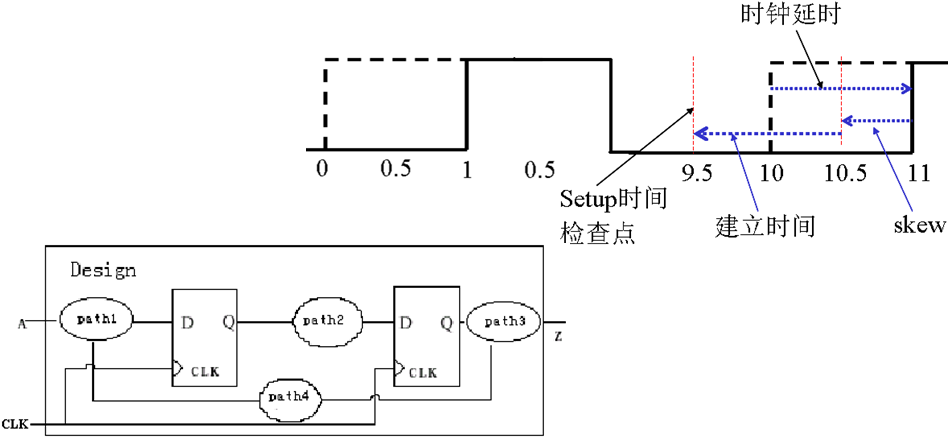 时钟延时
0 0.5 1 0.5 9.5 10 10.5 11
Setup时间
检查点
建立时间
skew
Design
A
path1
D Q
path2
D Q
path3
Z
CLK
CLK
path4
CLK